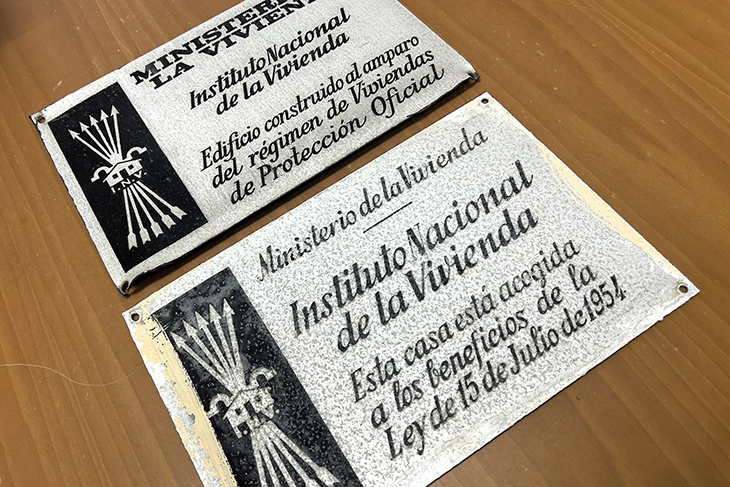 MINISTERIO
LA VIVIENDA
Instituto Nacional
de la Vivienda
Edificio construido al amparo
del régimen de Viviendas
de Protección Oficial
Ministerio de la Vivienda
Instituto Nacional
de la Vivienda
Esta casa está acogida
a los beneficios de la
Ley de 15 de Julio de 1954